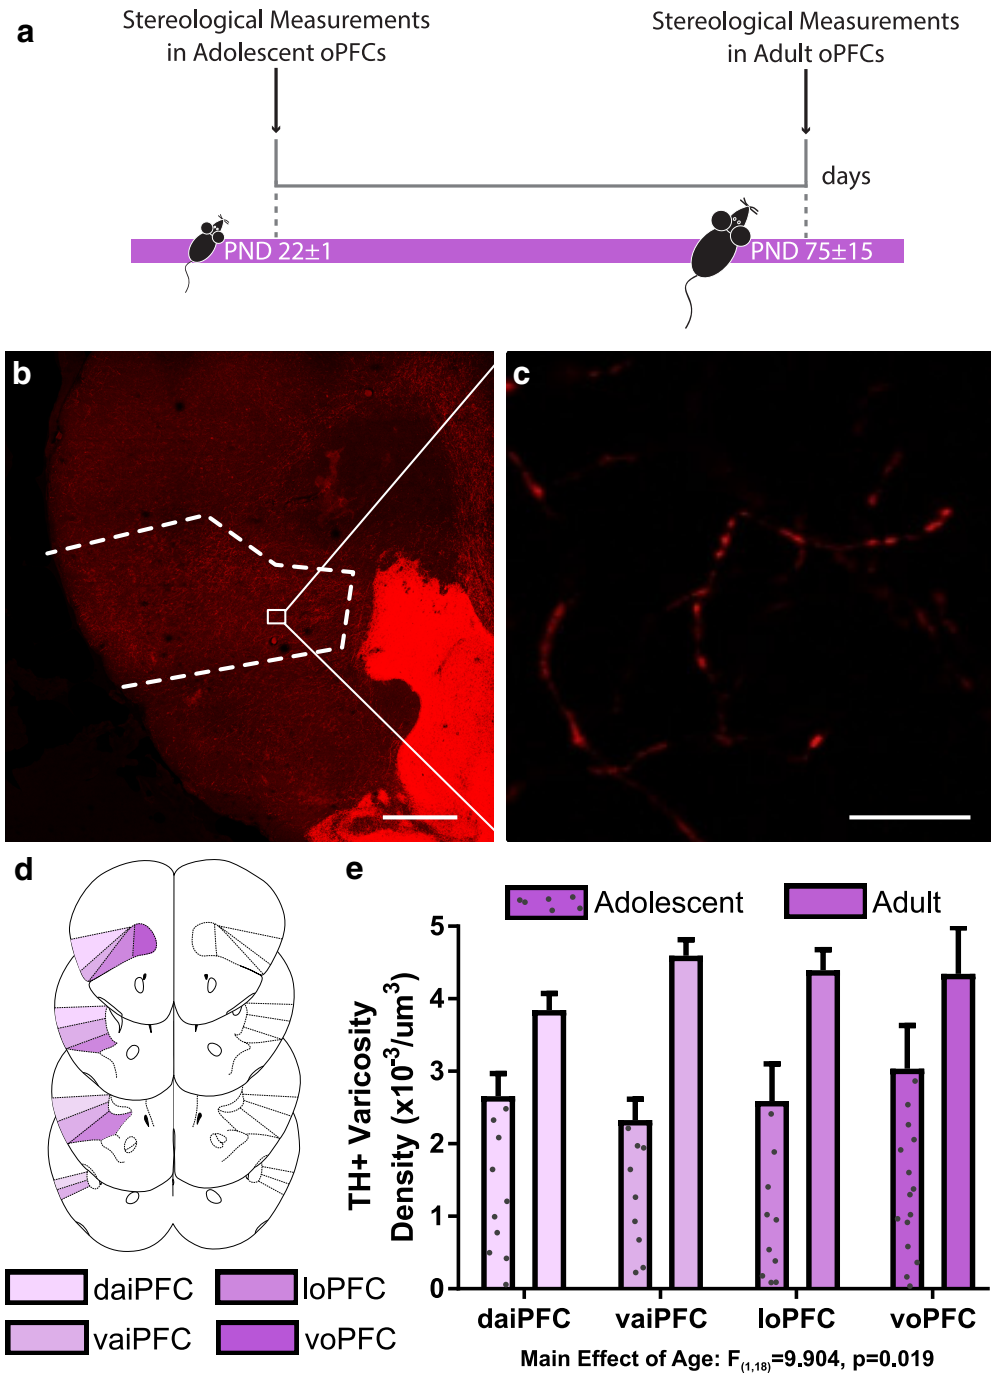 a
Stereological Measurements
in Adolescent oPFCs
Stereological Measurements
in Adult oPFCs
days
PND 22±1
PND 75±15
b
c
d
e
Adolescent
Adult
TH+ Varicosity
Density (x10⁻³/um³)
5
4
3
2
1
0
daiPFC
vaiPFC
loPFC
voPFC
Main Effect of Age: F₍₁,₁₈₎=9.904, p=0.019
daiPFC
loPFC
vaiPFC
voPFC